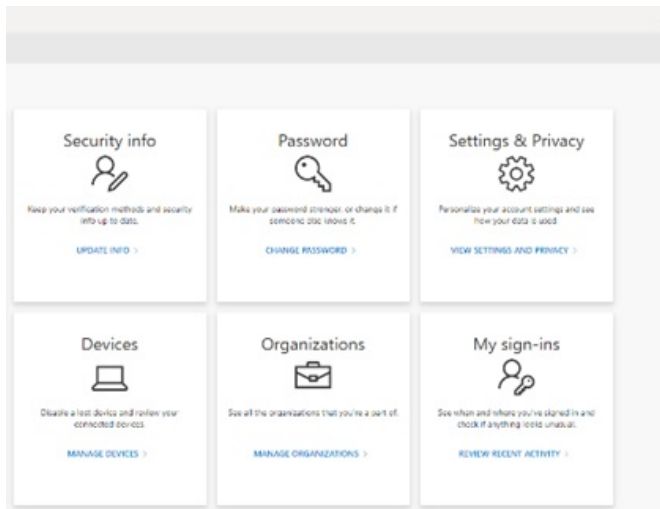 Security info
Keep your verification methods and security
info up to date.
UPDATE INFO >
Password
Make your password stronger, or change it if
someone else knows it.
CHANGE PASSWORD >
Settings & Privacy
Personalize your account settings and see
how your data is used.
VIEW SETTINGS AND PRIVACY >
Devices
Disable a lost device and review your
connected devices.
MANAGE DEVICES >
Organizations
See all the organizations that you're a part of.
MANAGE ORGANIZATIONS >
My sign-ins
See when and where you've signed in and
check if anything looks unusual.
REVIEW RECENT ACTIVITY >